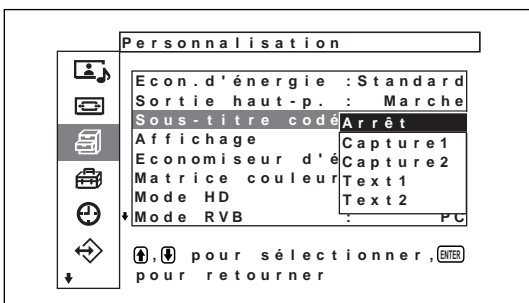 Personnalisation
Econ.d'énergie :Standard
Sortie haut-p. : Marche
Sous-titre codé Arrêt
Affichage Capture1
Economiseur d'é Capture2
Matrice couleur Text1
Mode HD Text2
Mode RVB : PC
, pour sélectionner, ENTER
pour retourner